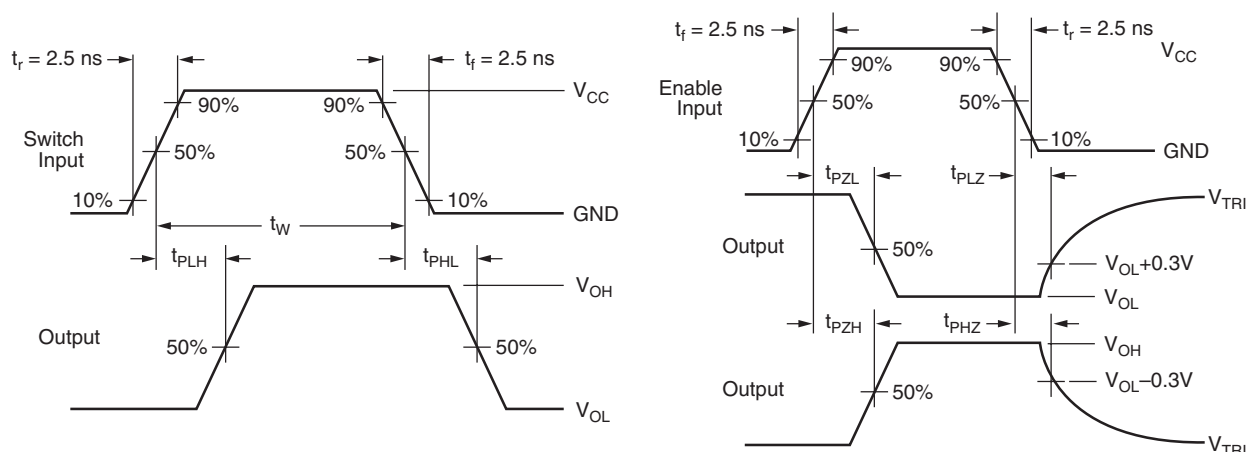 tr = 2.5 ns
tf = 2.5 ns
VCC
90%
90%
Switch
Input
50%
50%
10%
10%
GND
tW
tPLH
tPHL
VOH
Output
50%
50%
VOL
tf = 2.5 ns
tr = 2.5 ns
VCC
90%
90%
Enable
Input
50%
50%
10%
10%
GND
tPZL
tPLZ
VTRI
Output
50%
VOL+0.3V
VOL
tPZH
tPHZ
VOH
VOL–0.3V
Output
50%
VTRI